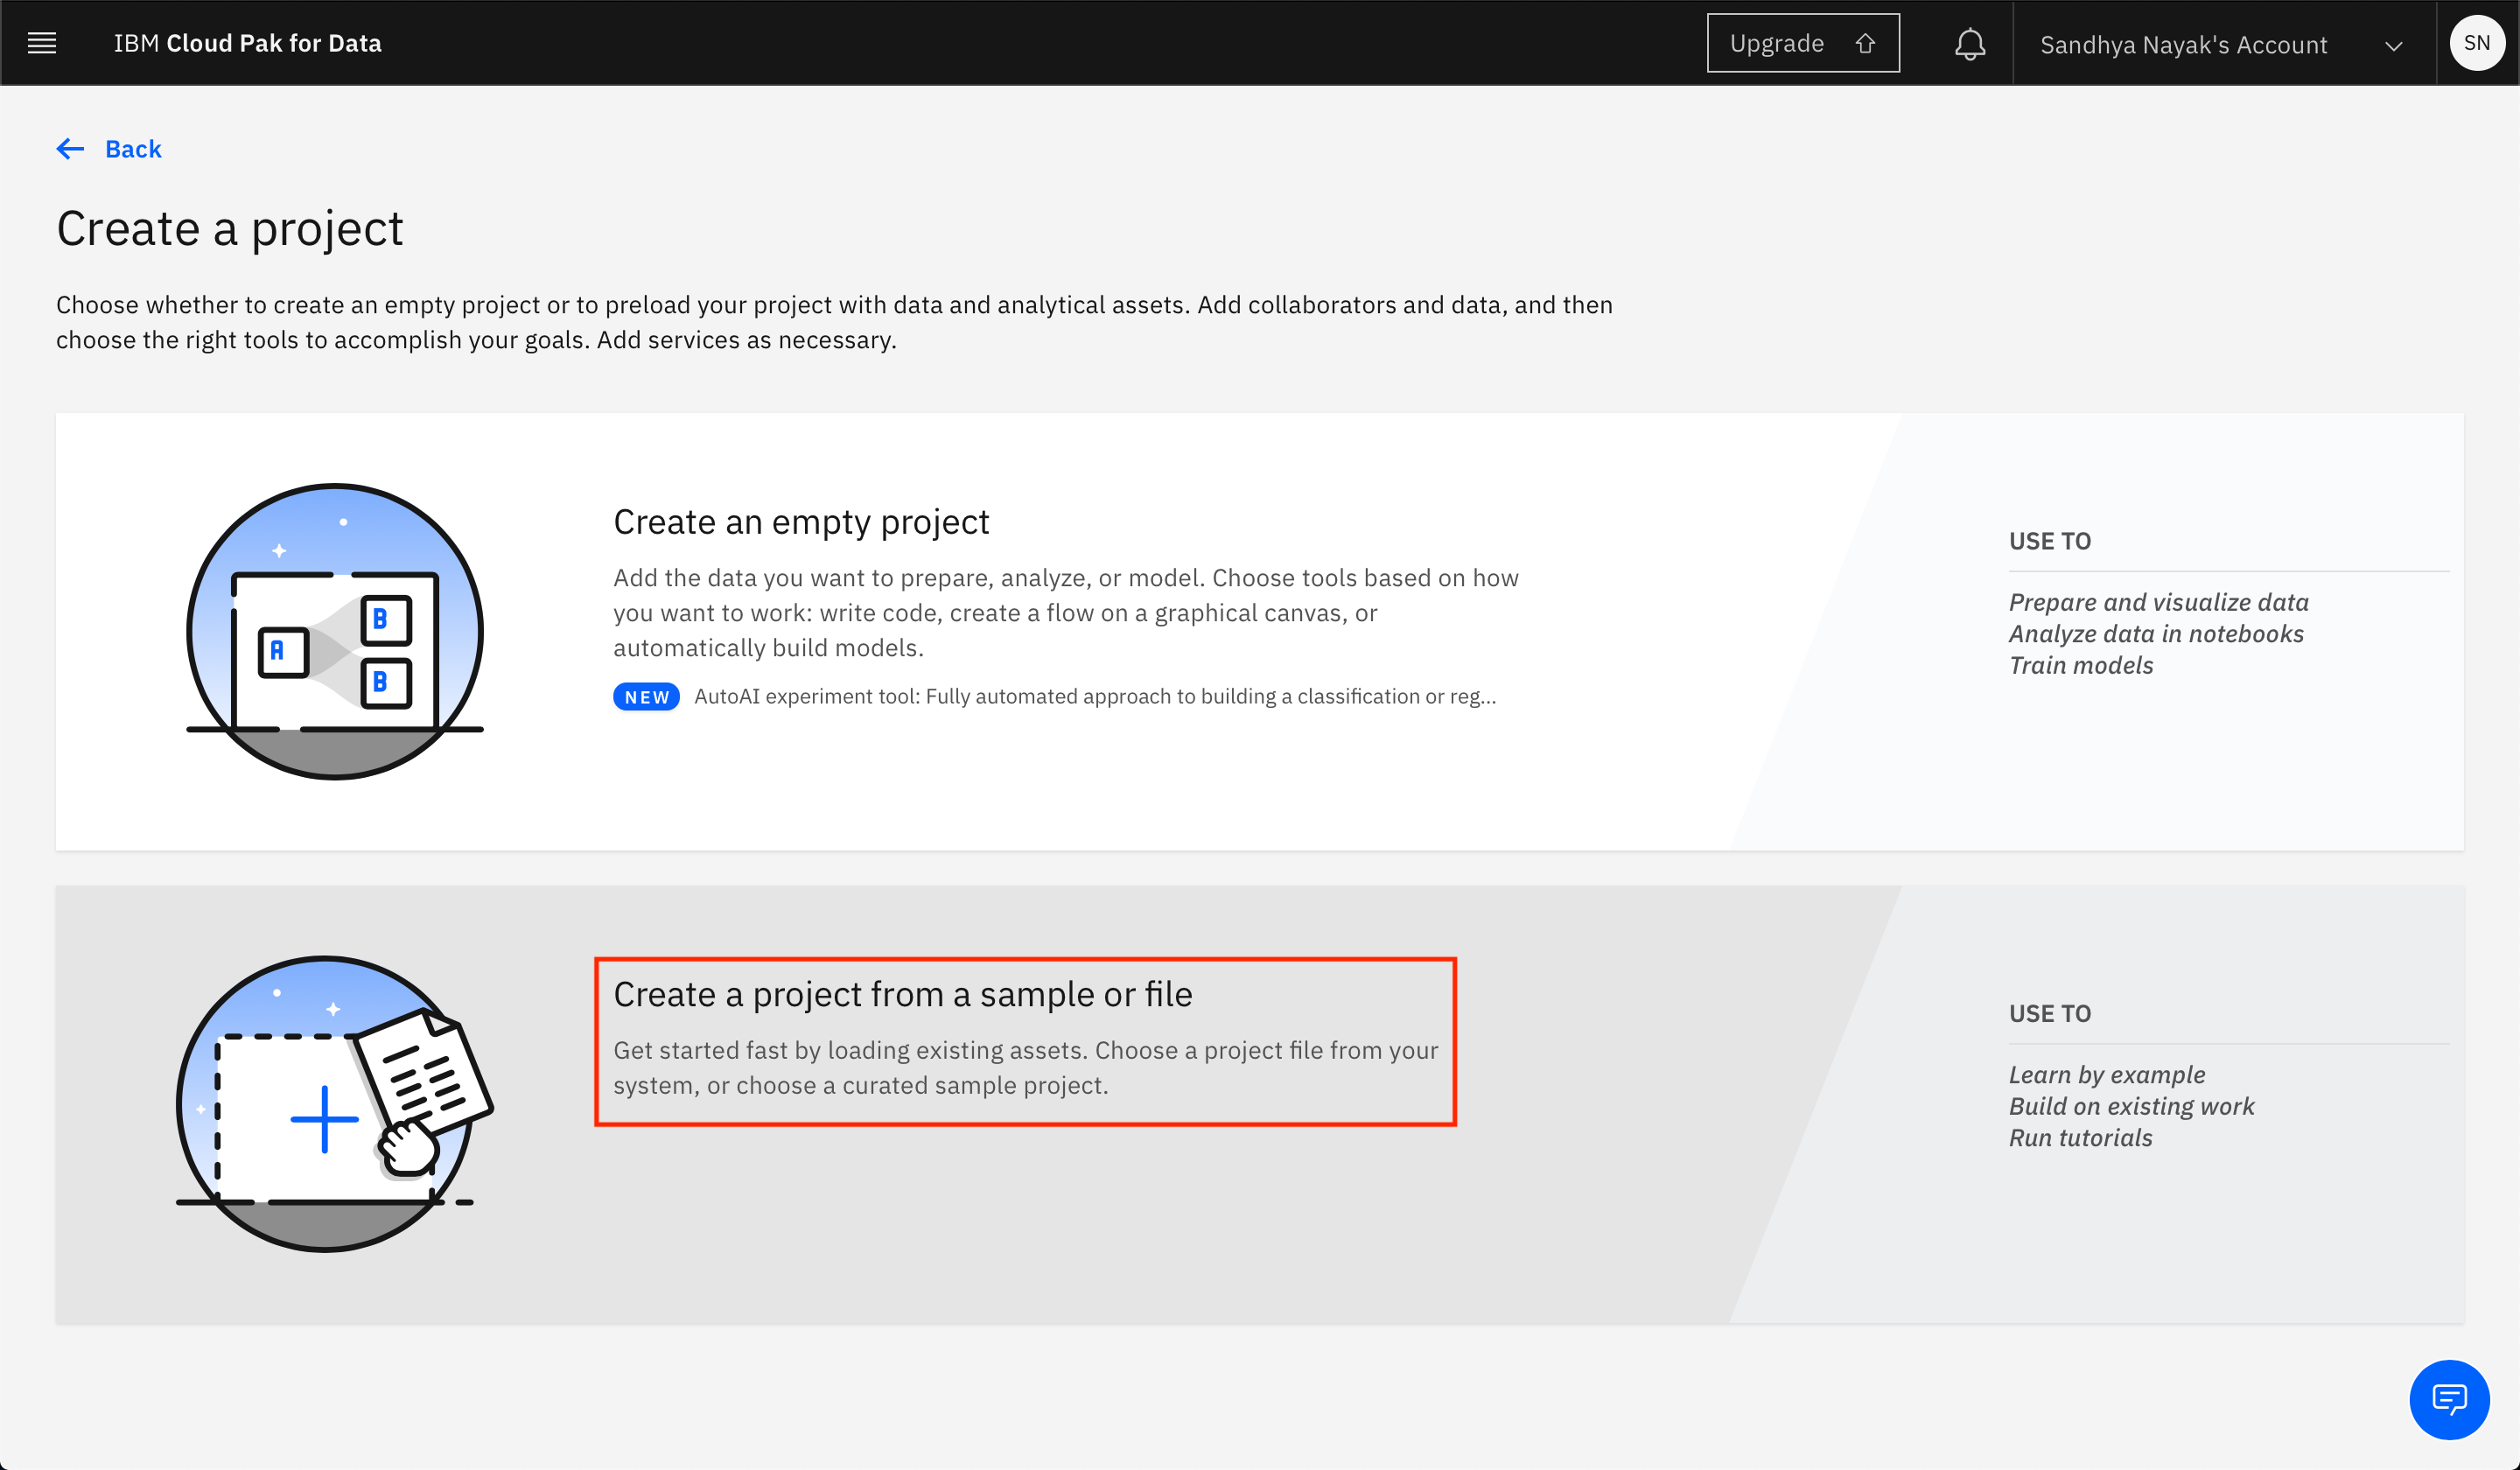 IBM Cloud Pak for Data
Upgrade
Sandhya Nayak's Account
SN
Back
Create a project
Choose whether to create an empty project or to preload your project with data and analytical assets. Add collaborators and data, and then
choose the right tools to accomplish your goals. Add services as necessary.
A
B
B
Create an empty project
Add the data you want to prepare, analyze, or model. Choose tools based on how
you want to work: write code, create a flow on a graphical canvas, or
automatically build models.
NEW AutoAI experiment tool: Fully automated approach to building a classification or reg...
USE TO
Prepare and visualize data
Analyze data in notebooks
Train models
Create a project from a sample or file
Get started fast by loading existing assets. Choose a project file from your
system, or choose a curated sample project.
USE TO
Learn by example
Build on existing work
Run tutorials